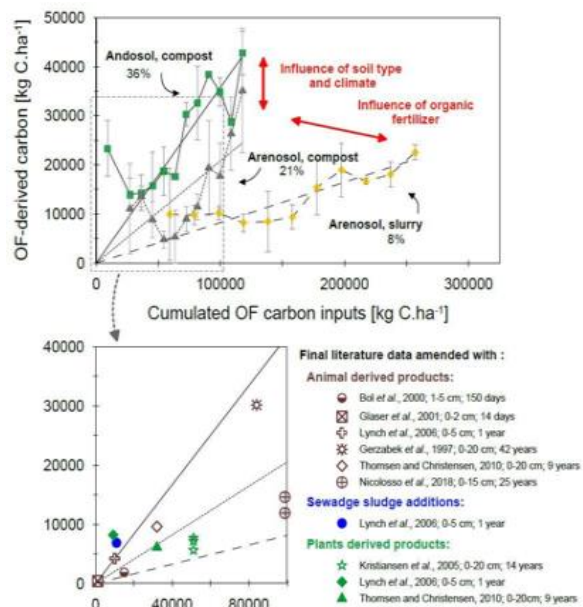 OF-derived carbon [kg C.ha⁻¹]
50000
40000
30000
20000
10000
0
Andosol, compost
36%
Influence of soil type
and climate
Influence of organic
fertilizer
Arenosol, compost
21%
Arenosol, slurry
8%
0
100000
200000
300000
Cumulated OF carbon inputs [kg C.ha⁻¹]
40000
30000
20000
10000
0
0
40000
80000
Final literature data amended with :
Animal derived products:
Bol et al., 2000; 1-5 cm; 150 days
Glaser et al., 2001; 0-2 cm; 14 days
Lynch et al., 2006; 0-5 cm; 1 year
Gerzabek et al., 1997; 0-20 cm; 42 years
Thomsen and Christensen, 2010; 0-20 cm; 9 years
Nicolosso et al., 2018; 0-15 cm; 25 years
Sewadge sludge additions:
Lynch et al., 2006; 0-5 cm; 1 year
Plants derived products:
Kristiansen et al., 2005; 0-20 cm; 14 years
Lynch et al., 2006; 0-5 cm; 1 year
Thomsen and Christensen, 2010; 0-20cm; 9 years